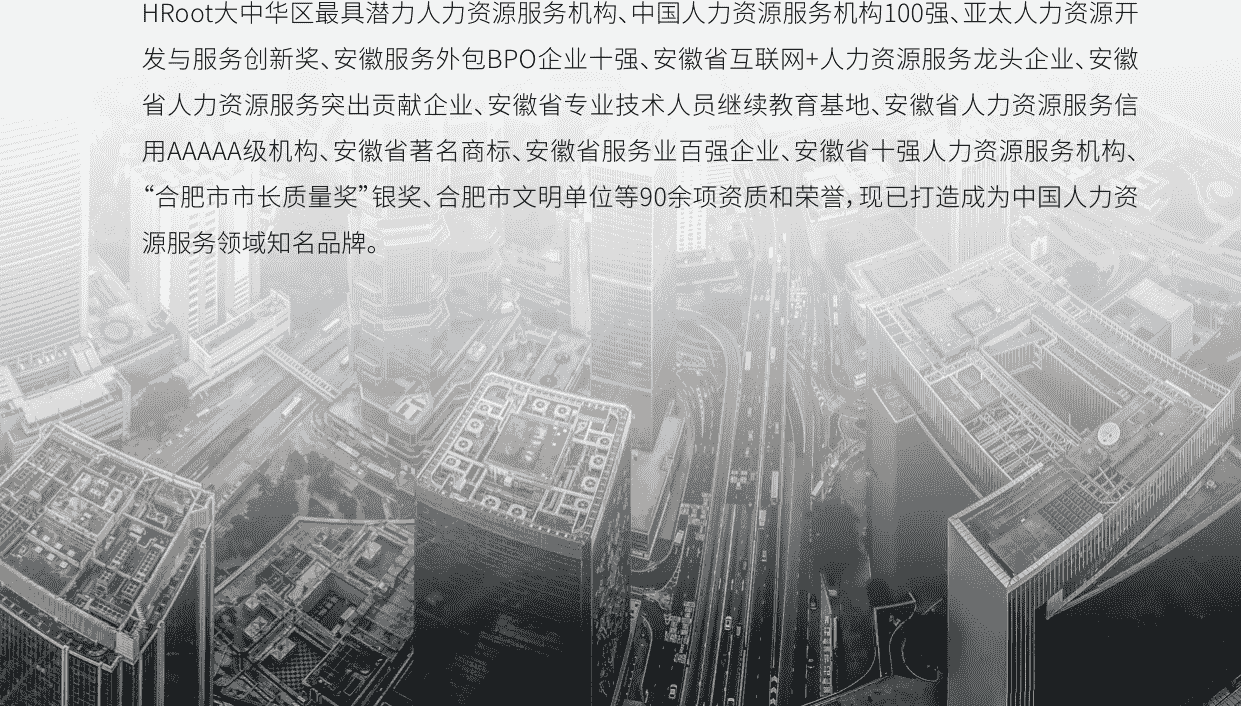 HRoot大中华区最具潜力人力资源服务机构、中国人力资源服务机构100强、亚太人力资源开
发与服务创新奖、安徽服务外包BPO企业十强、安徽省互联网+人力资源服务龙头企业、安徽
省人力资源服务突出贡献企业、安徽省专业技术人员继续教育基地、安徽省人力资源服务信
用AAAAA级机构、安徽省著名商标、安徽省服务业百强企业、安徽省十强人力资源服务机构、
“合肥市市长质量奖”银奖、合肥市文明单位等90余项资质和荣誉，现已打造成为中国人力资
源服务领域知名品牌。